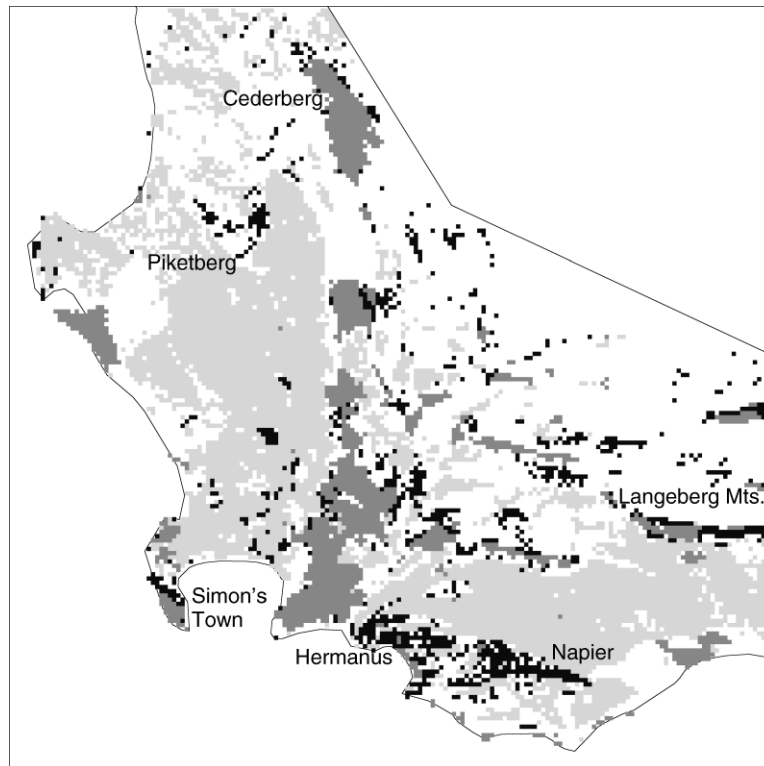 Cederberg
Piketberg
Langeberg Mts.
Simon's
Town
Hermanus
Napier